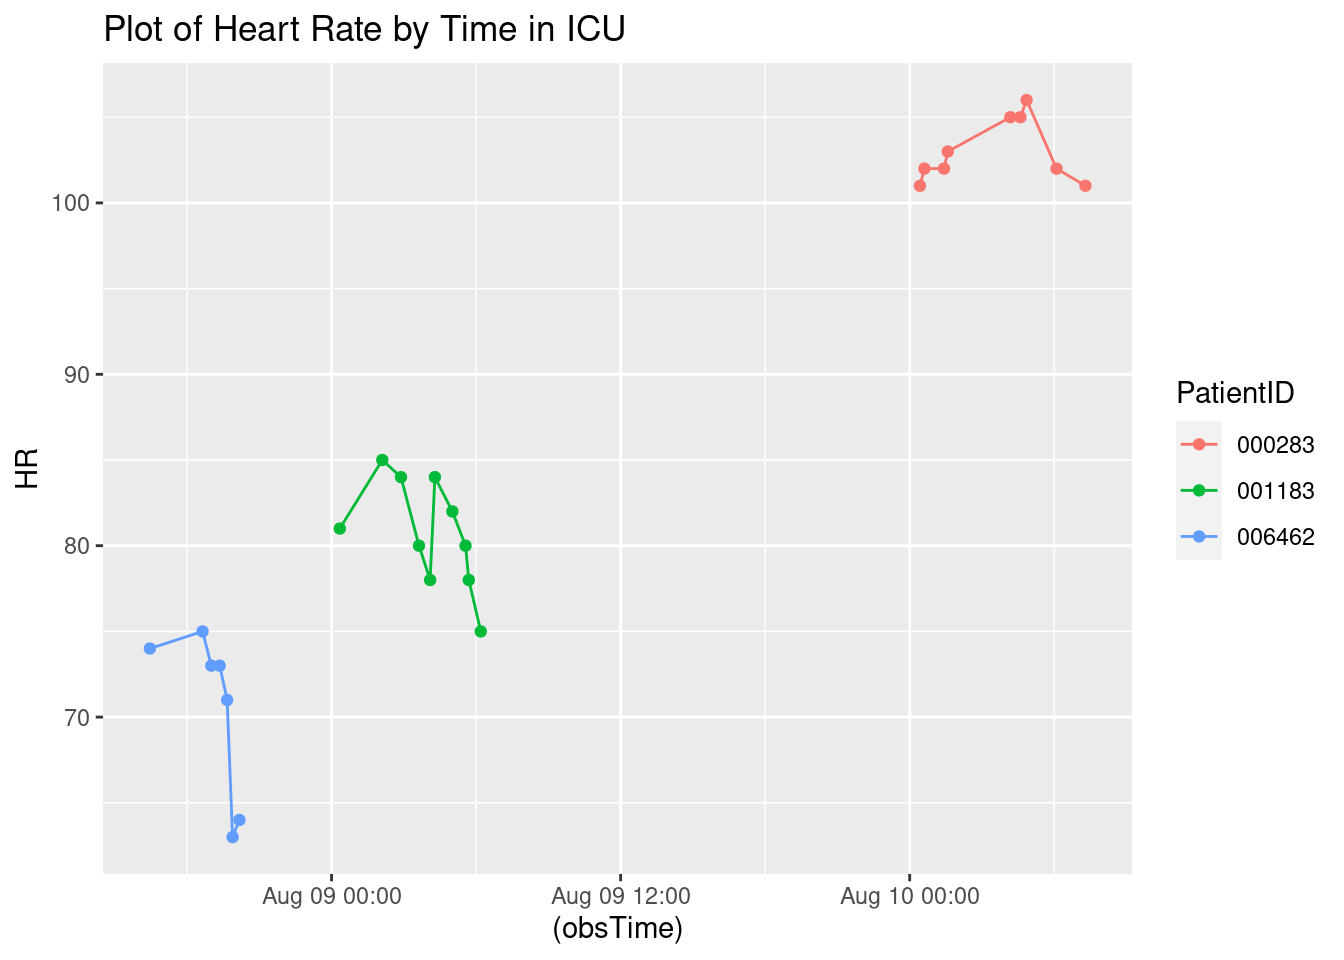 Plot of Heart Rate by Time in ICU
HR
100
90
80
70
Aug 09 00:00
Aug 09 12:00
Aug 10 00:00
(obsTime)
PatientID
000283
001183
006462